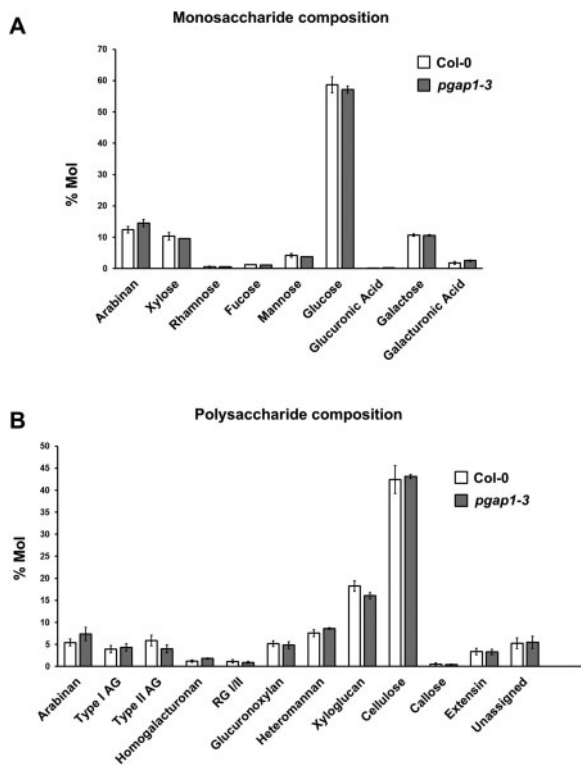 A
Monosaccharide composition
Col-0
pgap1-3
% Mol
70
60
50
40
30
20
10
0
Arabinan
Xylose
Rhamnose
Fucose
Mannose
Glucose
Glucuronic Acid
Galactose
Galacturonic Acid
B
Polysaccharide composition
Col-0
pgap1-3
% Mol
50
45
40
35
30
25
20
15
10
5
0
Arabinan
Type I AG
Type II AG
Homogalacturonan
RG I/II
Glucuronoxylan
Heteromannan
Xyloglucan
Cellulose
Callose
Extensin
Unassigned